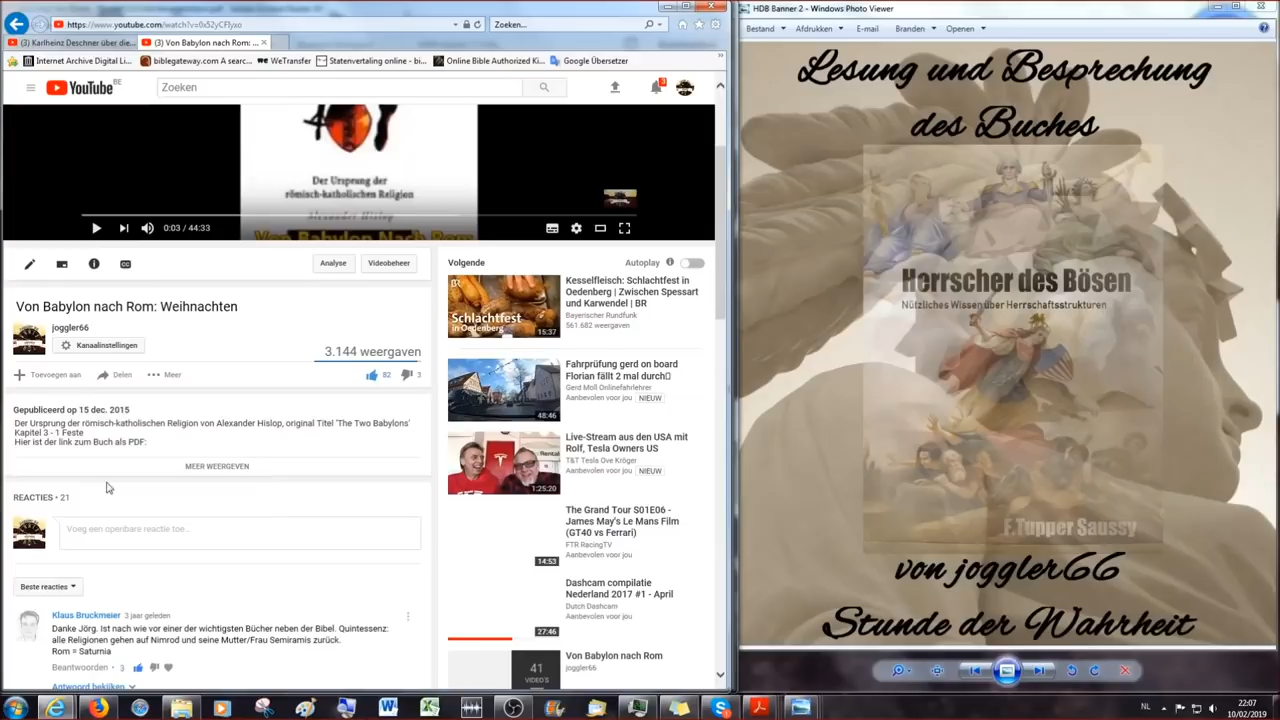 HDB Banner 2 - Windows Photo Viewer
https://www.youtube.com/watch?v=0x52yCFlyxo
Zoeken...
(3) Karlheinz Deschner über die...
(3) Von Babylon nach Rom: ...
Bestand
Afdrukken
E-mail
Branden
Openen
Internet Archive Digital Li...
biblegateway.com A searc...
WeTransfer
Statenvertaling online - bi...
Online Bible Authorized Ki...
Google Übersetzer
YouTube BE
Zoeken
3
Der Ursprung der
römisch-katholischen Religion
Alexander Hislop
Von Babylon Nach Rom
0:03 / 44:33
Analyse
Videobeheer
Von Babylon nach Rom: Weihnachten
joggler66
Kanaalinstellingen
3.144 weergaven
Toevoegen aan
Delen
Meer
82
3
Gepubliceerd op 15 dec. 2015
Der Ursprung der römisch-katholischen Religion von Alexander Hislop, original Titel 'The Two Babylons'
Kapitel 3 - 1 Feste
Hier ist der link zum Buch als PDF:
MEER WEERGEVEN
REACTIES • 21
Voeg een openbare reactie toe...
Beste reacties
Klaus Bruckmeier 3 jaar geleden
Danke Jörg. Ist nach wie vor einer der wichtigsten Bücher neben der Bibel. Quintessenz:
alle Religionen gehen auf Nimrod und seine Mutter/Frau Semiramis zurück.
Rom = Saturnia
Beantwoorden • 3
Antwoord bekijken
Volgende
Autoplay
BR
Schlachtfest
in Oedenberg
15:37
Kesselfleisch: Schlachtfest in
Oedenberg | Zwischen Spessart
und Karwendel | BR
Bayerischer Rundfunk
561.682 weergaven
48:46
Fahrprüfung gerd on board
Florian fällt 2 mal durch
Gerd Moll Onlinefahrlehrer
Aanbevolen voor jou NIEUW
1:25:20
Live-Stream aus den USA mit
Rolf, Tesla Owners US
T&T Tesla Ove Kröger
Aanbevolen voor jou NIEUW
14:53
The Grand Tour S01E06 -
James May's Le Mans Film
(GT40 vs Ferrari)
FTR RacingTV
Aanbevolen voor jou
27:46
Dashcam compilatie
Nederland 2017 #1 - April
Dutch Dashcam
Aanbevolen voor jou
41
VIDEO'S
Von Babylon nach Rom
joggler66
Lesung und Besprechung
des Buches
Herrscher des Bösen
Nützliches Wissen über Herrschaftsstrukturen
F.Tupper Saussy
von joggler66
Stunde der Wahrheit
NL
22:07
10/02/2019